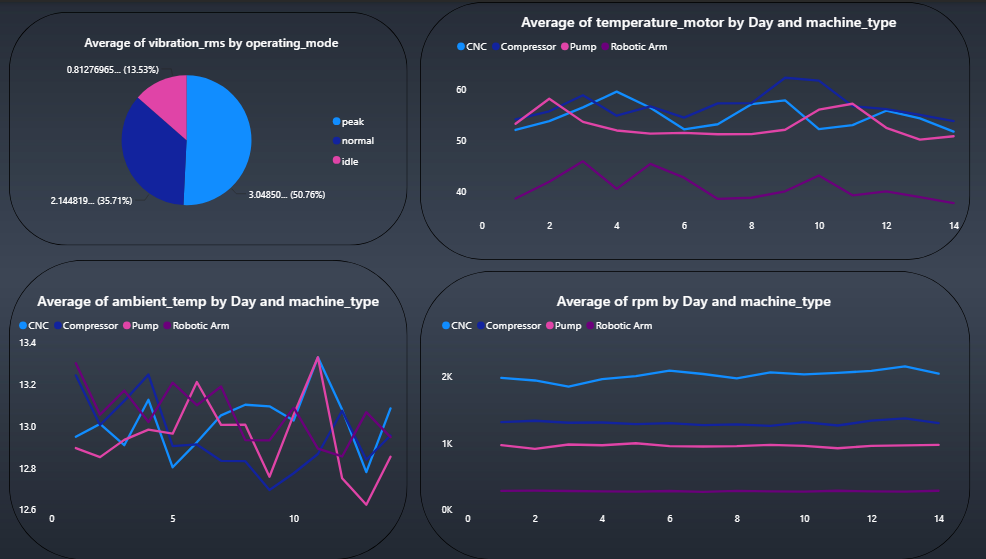 Average of vibration_rms by operating_mode
0.81276965... (13.53%)
2.144819... (35.71%)
3.04850... (50.76%)
peak
normal
idle
Average of temperature_motor by Day and machine_type
CNC Compressor Pump Robotic Arm
60
50
40
0 2 4 6 8 10 12 14
Average of ambient_temp by Day and machine_type
CNC Compressor Pump Robotic Arm
13.4
13.2
13.0
12.8
12.6
0 5 10
Average of rpm by Day and machine_type
CNC Compressor Pump Robotic Arm
2K
1K
0K
0 2 4 6 8 10 12 14